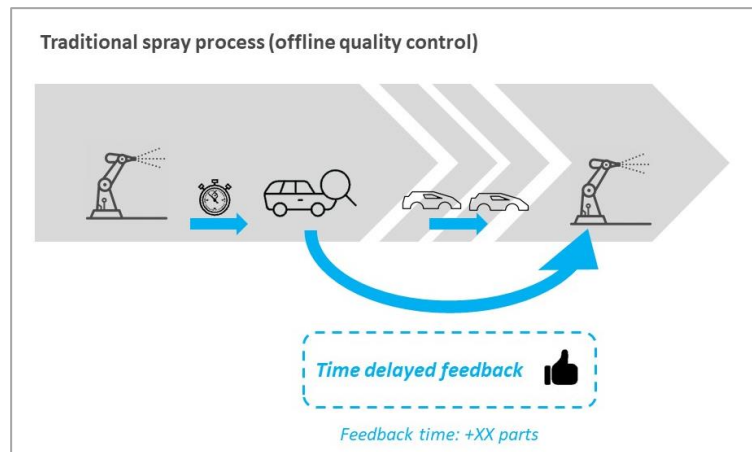 Traditional spray process (offline quality control)
Time delayed feedback
Feedback time: +XX parts